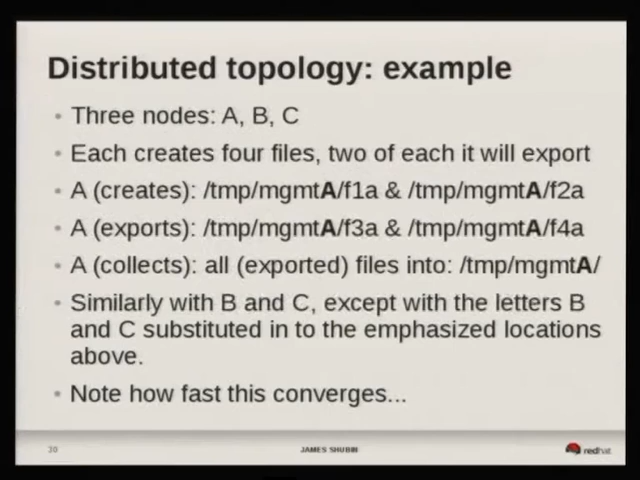 Distributed topology: example
• Three nodes: A, B, C
• Each creates four files, two of each it will export
• A (creates): /tmp/mgmtA/f1a & /tmp/mgmtA/f2a
• A (exports): /tmp/mgmtA/f3a & /tmp/mgmtA/f4a
• A (collects): all (exported) files into: /tmp/mgmtA/
• Similarly with B and C, except with the letters B
and C substituted in to the emphasized locations
above.
• Note how fast this converges...
30 JAMES SHUBIN redhat.